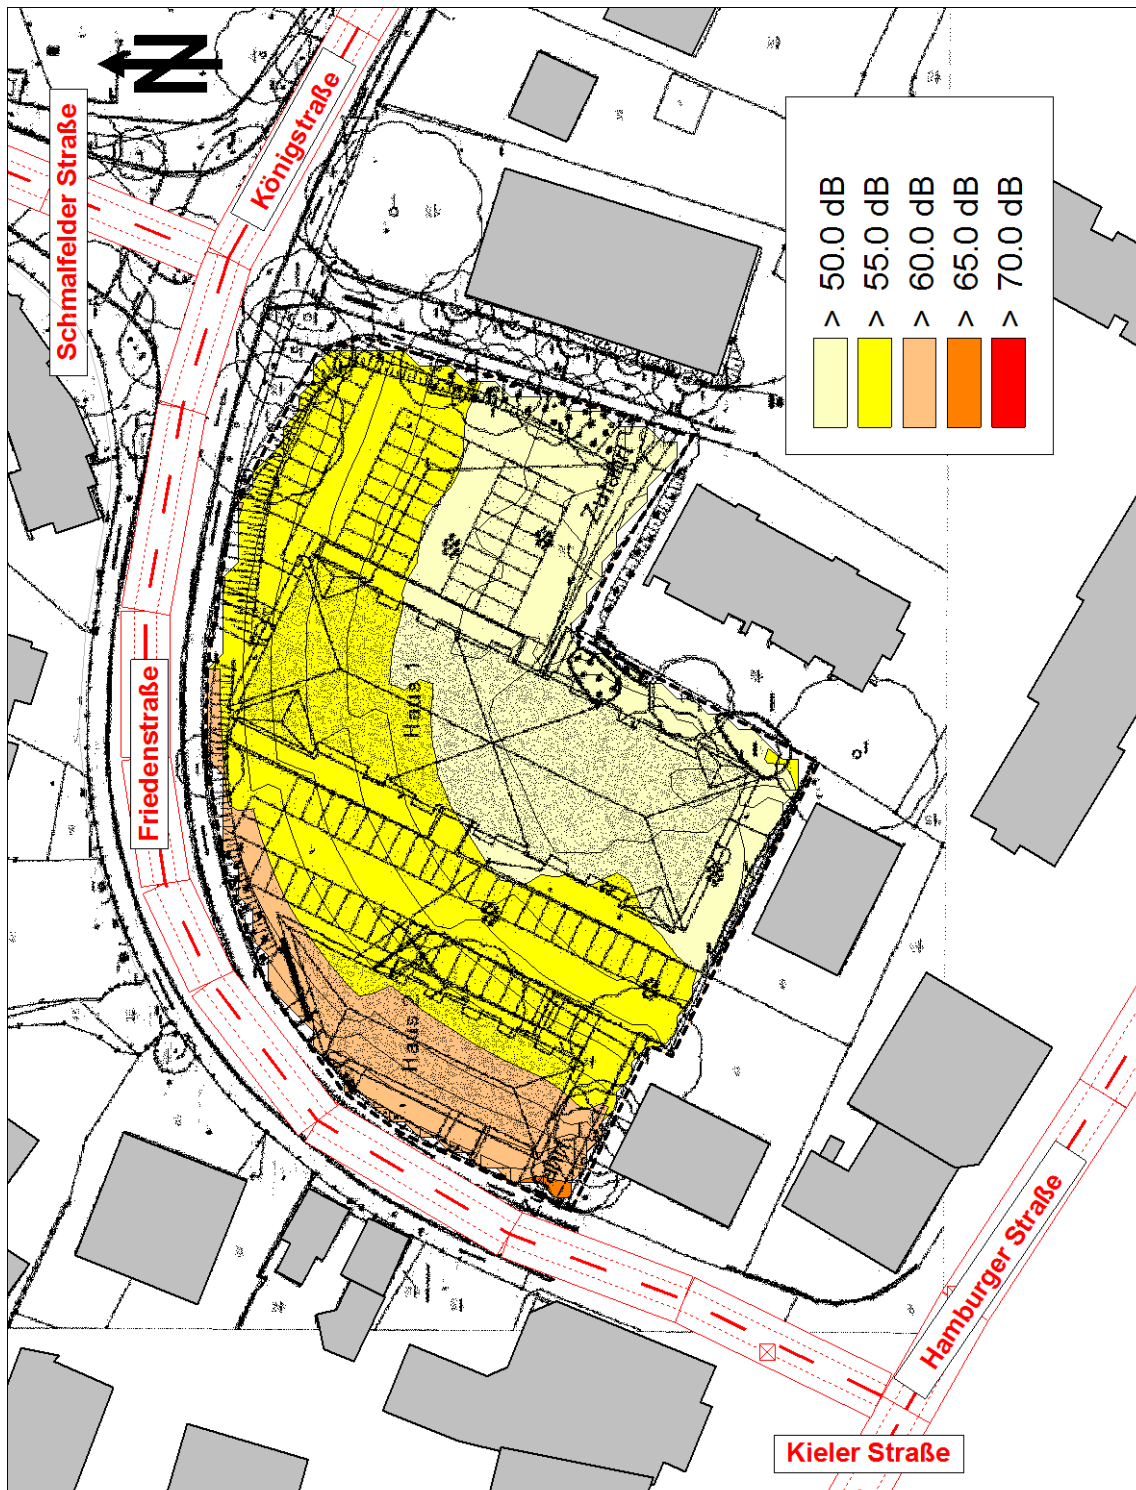 N
Schmalfelder Straße
Königstraße
Friedenstraße
> 50.0 dB
> 55.0 dB
> 60.0 dB
> 65.0 dB
> 70.0 dB
Zufahrt
Haus 1
Haus
Hamburger Straße
Kieler Straße